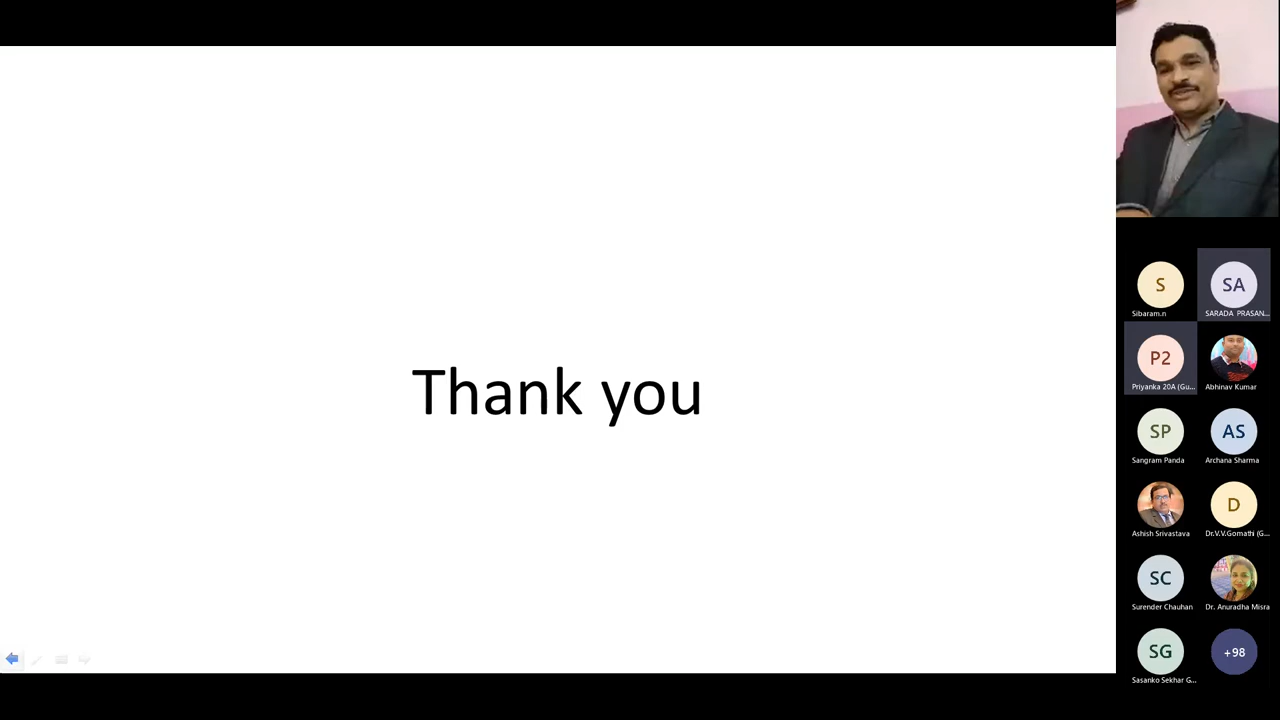 Thank you
S
Sibaram.n
SA
SARADA PRASAN...
P2
Priyanka 20A (Gu...
Abhinav Kumar
SP
Sangram Panda
AS
Archana Sharma
Ashish Srivastava
D
Dr.V.V.Gomathi (G...
SC
Surender Chauhan
Dr. Anuradha Misra
SG
Sasanko Sekhar G...
+98